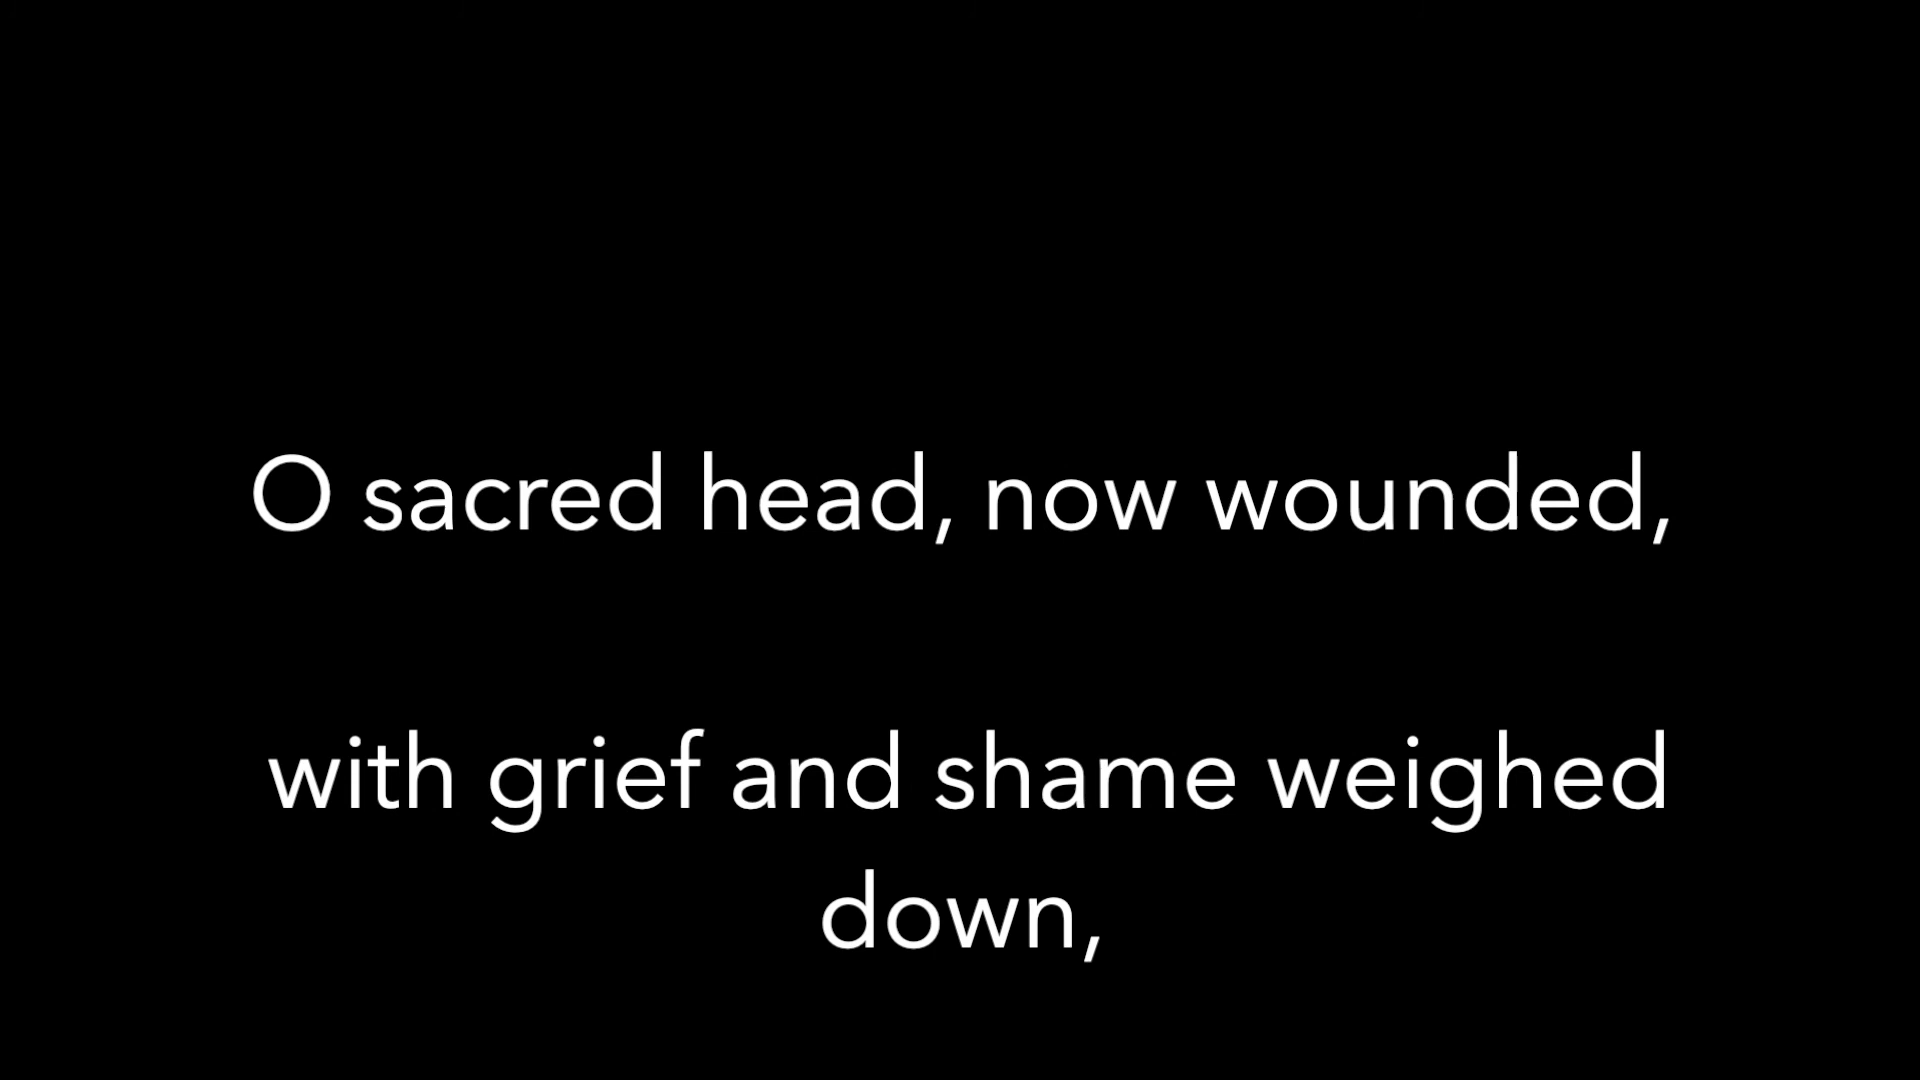 O sacred head, now wounded,
with grief and shame weighed
down,